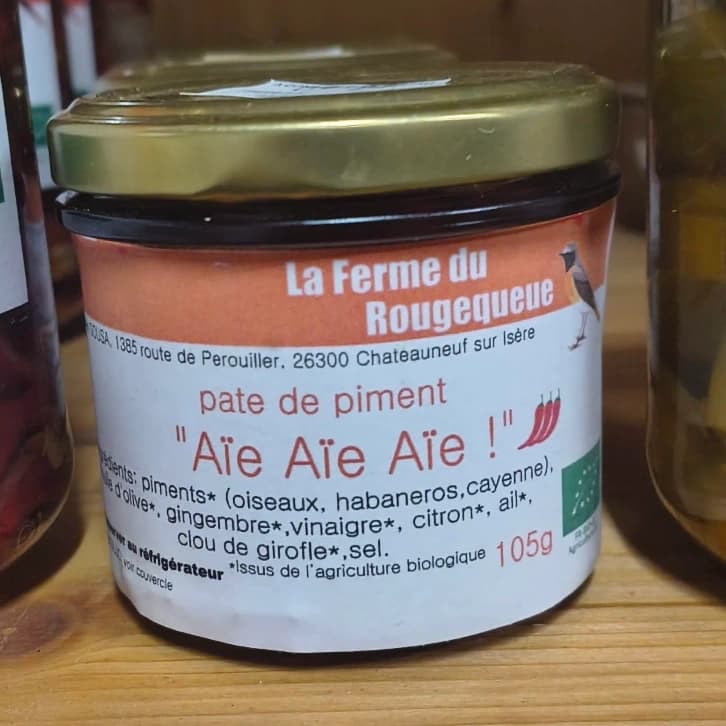 La Ferme du
Rougequeue
1385 route de Perouiller, 26300 Chateauneuf sur Isère
pate de piment
"Aïe Aïe Aïe !"
piments* (oiseaux, habaneros,cayenne),
d'olive*, gingembre*,vinaigre*, citron*, ail*,
clou de girofle*,sel.
au réfrigérateur *Issus de l'agriculture biologique 105g
voir couvercle